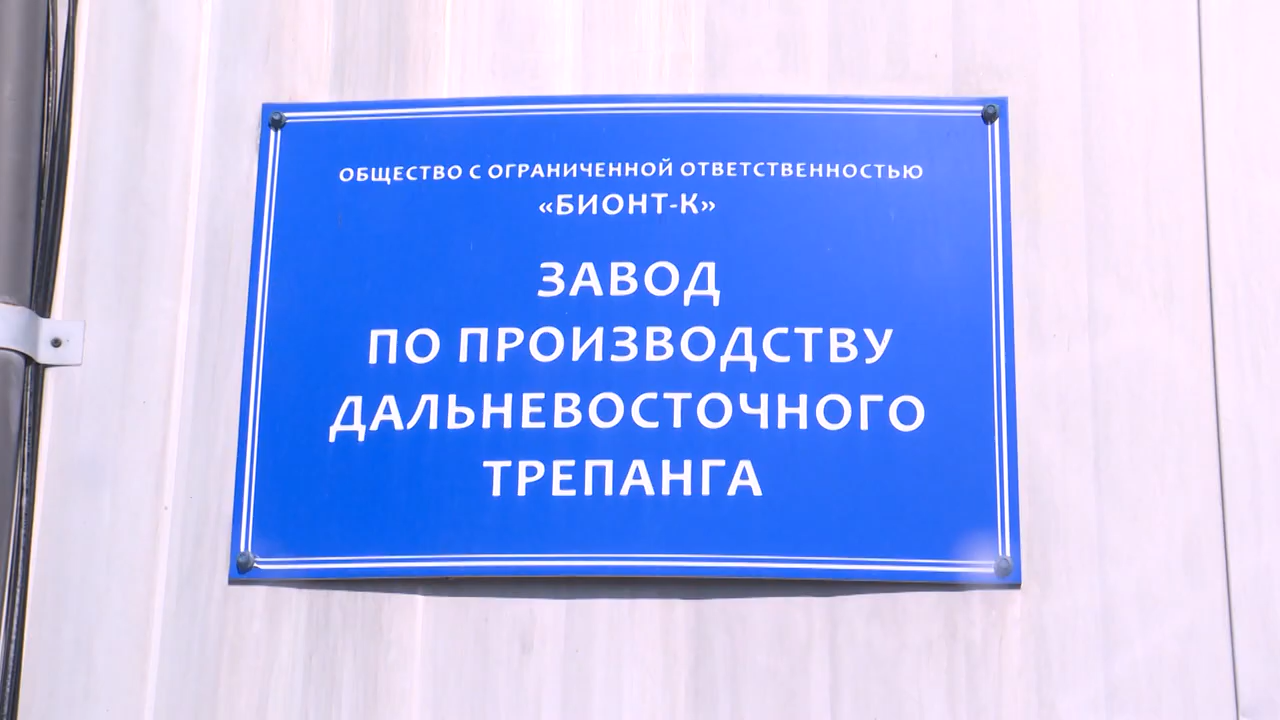 ОБЩЕСТВО С ОГРАНИЧЕННОЙ ОТВЕТСТВЕННОСТЬЮ
«БИОНТ-К»
ЗАВОД
ПО ПРОИЗВОДСТВУ
ДАЛЬНЕВОСТОЧНОГО
ТРЕПАНГА